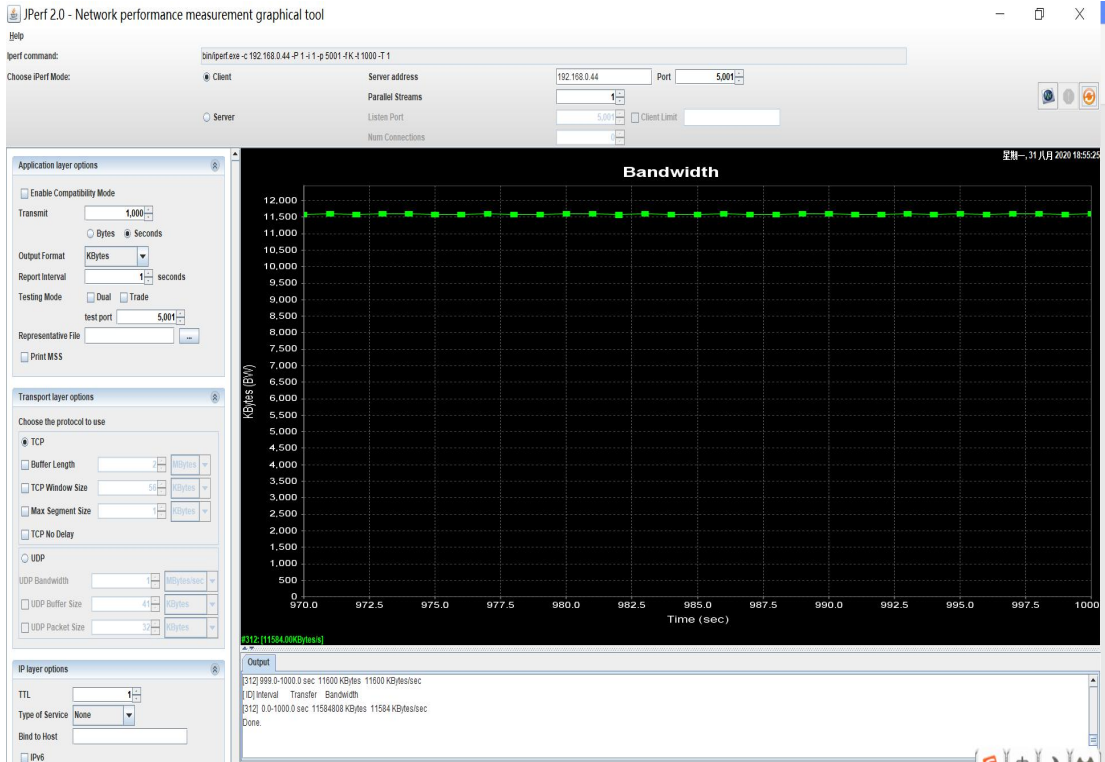 JPerf 2.0 - Network performance measurement graphical tool
Help
Iperf command:
bin/iperf.exe -c 192.168.0.44 -P 1 -i 1 -p 5001 -f K -t 1000 -T 1
Choose iPerf Mode:
Client
Server address
192.168.0.44
Port
5,001
Parallel Streams
1
Server
Listen Port
5,001
Client Limit
Num Connections
0
Application layer options
Enable Compatibility Mode
Transmit
1,000
Bytes
Seconds
Output Format
KBytes
Report Interval
1
seconds
Testing Mode
Dual
Trade
test port
5,001
Representative File
...
Print MSS
Transport layer options
Choose the protocol to use
TCP
Buffer Length
2
MBytes
TCP Window Size
56
KBytes
Max Segment Size
1
KBytes
TCP No Delay
UDP
UDP Bandwidth
1
MBytes/sec
UDP Buffer Size
41
KBytes
UDP Packet Size
32
KBytes
IP layer options
TTL
1
Type of Service
None
Bind to Host
IPv6
星期一, 31 八月 2020 18:55:25
Bandwidth
12,000
11,500
11,000
10,500
10,000
9,500
9,000
8,500
8,000
7,500
7,000
6,500
6,000
5,500
5,000
4,500
4,000
3,500
3,000
2,500
2,000
1,500
1,000
500
0
KBytes (BW)
970.0 972.5 975.0 977.5 980.0 982.5 985.0 987.5 990.0 992.5 995.0 997.5 1000
Time (sec)
#312: [11584.00KBytes/s]
Output
[312] 999.0-1000.0 sec 11600 KBytes 11600 KBytes/sec
[ ID] Interval Transfer Bandwidth
[312] 0.0-1000.0 sec 11584808 KBytes 11584 KBytes/sec
Done.